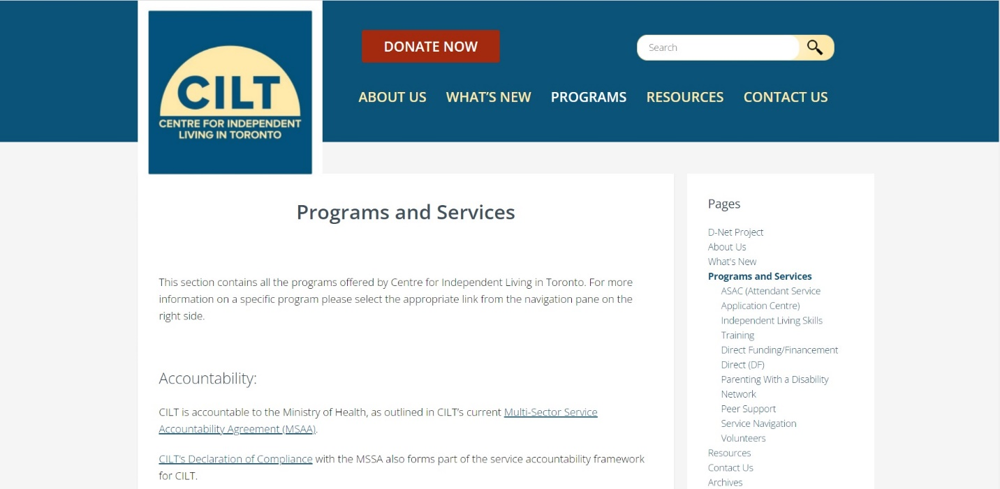 DONATE NOW
Search
CILT
CENTRE FOR INDEPENDENT
LIVING IN TORONTO
ABOUT US WHAT'S NEW PROGRAMS RESOURCES CONTACT US
Programs and Services
This section contains all the programs offered by Centre for Independent Living in Toronto. For more
information on a specific program please select the appropriate link from the navigation pane on the
right side.
Accountability:
CILT is accountable to the Ministry of Health, as outlined in CILT's current Multi-Sector Service
Accountability Agreement (MSAA).
CILT's Declaration of Compliance with the MSSA also forms part of the service accountability framework
for CILT.
Pages
D-Net Project
About Us
What's New
Programs and Services
ASAC (Attendant Service
Application Centre)
Independent Living Skills
Training
Direct Funding/Financement
Direct (DF)
Parenting With a Disability
Network
Peer Support
Service Navigation
Volunteers
Resources
Contact Us
Archives